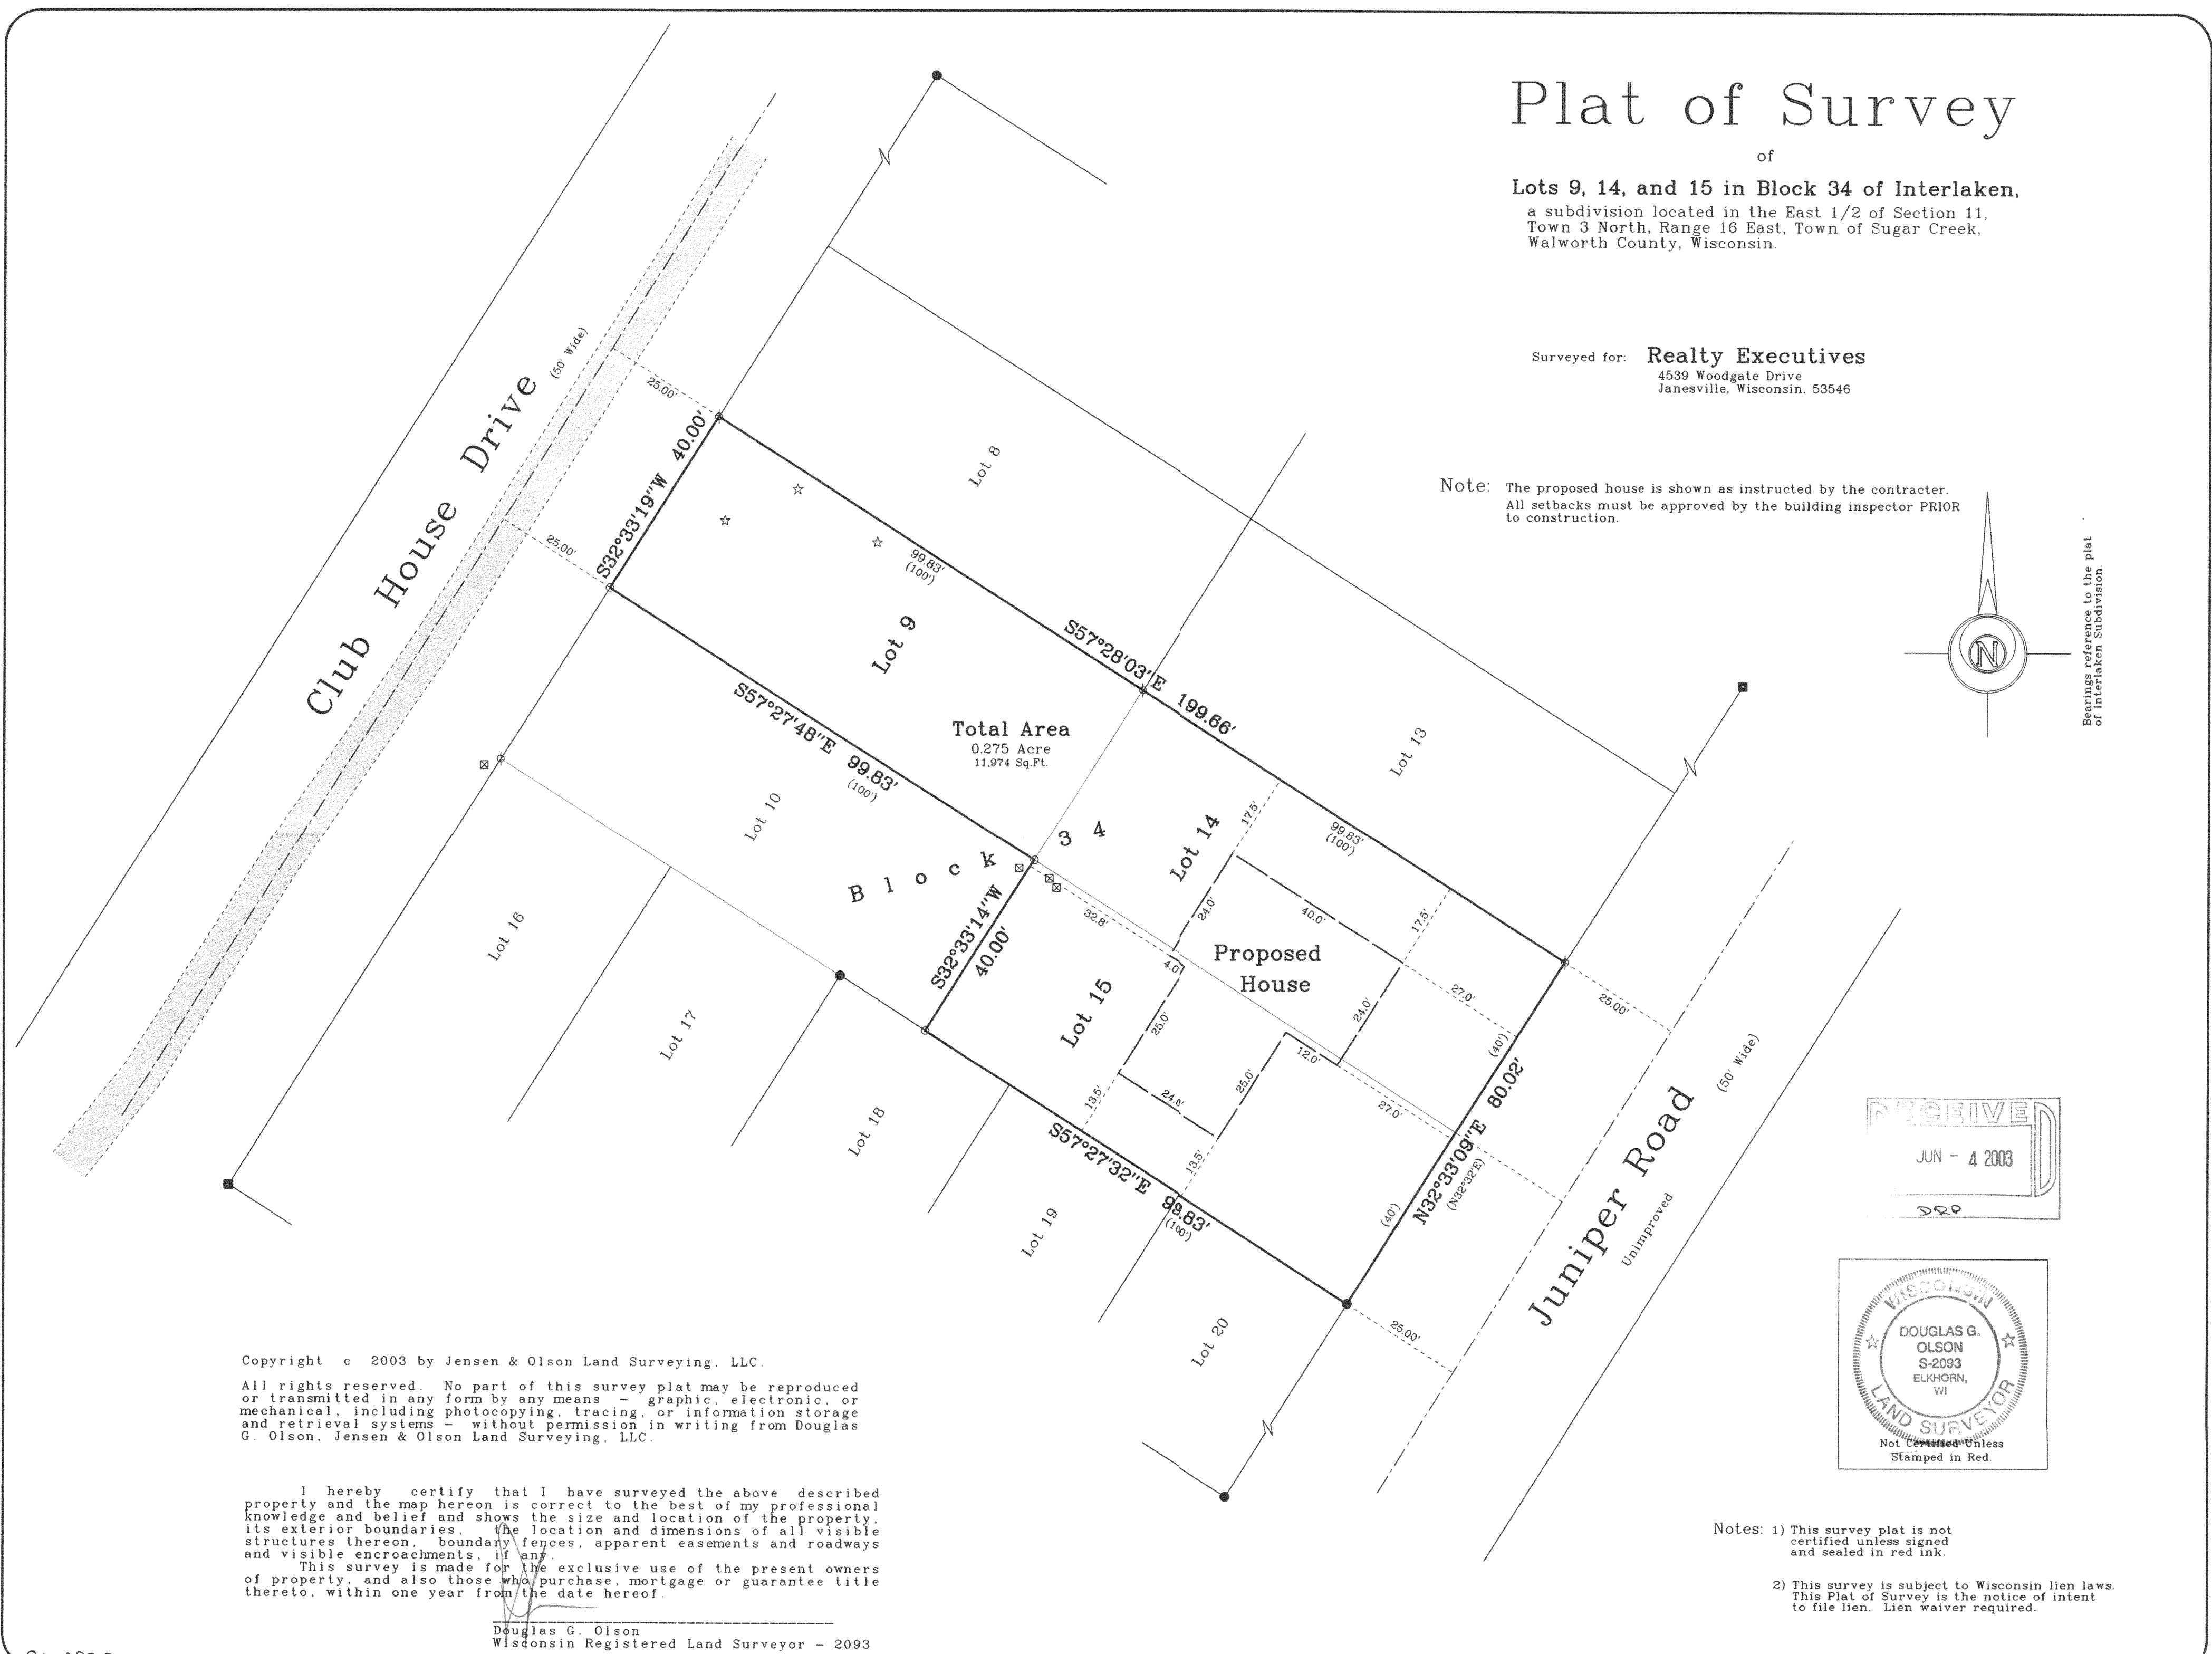 Plat of Survey
of
Lots 9, 14, and 15 in Block 34 of Interlaken,
a subdivision located in the East 1/2 of Section 11,
Town 3 North, Range 16 East, Town of Sugar Creek,
Walworth County, Wisconsin.
Surveyed for: Realty Executives
4539 Woodgate Drive
Janesville, Wisconsin. 53546
Note: The proposed house is shown as instructed by the contracter.
All setbacks must be approved by the building inspector PRIOR
to construction.
N
Bearings reference to the plat
of Interlaken Subdivision.
Club House Drive (50' Wide)
25.00'
25.00'
S32°33'19"W 40.00'
Lot 8
99.83'
(100')
Lot 9
S57°28'03"E 199.66'
S57°27'48"E 99.83'
(100')
Total Area
0.275 Acre
11,974 Sq.Ft.
Lot 13
Lot 10
Block 34
Lot 14
17.5'
99.83'
(100')
Lot 16
Lot 17
Lot 18
Lot 19
Lot 20
S32°33'14"W
40.00'
32.8'
24.0'
40.0'
17.5'
4.0'
Proposed
House
27.0'
24.0'
25.00'
Lot 15
25.0'
12.0'
25.0'
27.0'
(40')
13.5'
24.0'
13.5'
S57°27'32"E 99.83'
(100')
N32°33'09"E 80.02'
(N32°32'E)
(40')
25.00'
Juniper Road (50' Wide)
Unimproved
RECEIVED
JUN - 4 2003
DRP
WISCONSIN
DOUGLAS G.
OLSON
S-2093
ELKHORN,
WI
LAND SURVEYOR
Not Certified Unless
Stamped in Red.
Copyright c 2003 by Jensen & Olson Land Surveying, LLC.
All rights reserved. No part of this survey plat may be reproduced
or transmitted in any form by any means - graphic, electronic, or
mechanical, including photocopying, tracing, or information storage
and retrieval systems - without permission in writing from Douglas
G. Olson, Jensen & Olson Land Surveying, LLC.
I hereby certify that I have surveyed the above described
property and the map hereon is correct to the best of my professional
knowledge and belief and shows the size and location of the property,
its exterior boundaries, the location and dimensions of all visible
structures thereon, boundary fences, apparent easements and roadways
and visible encroachments, if any.
This survey is made for the exclusive use of the present owners
of property, and also those who purchase, mortgage or guarantee title
thereto, within one year from the date hereof.
Douglas G. Olson
Wisconsin Registered Land Surveyor - 2093
Notes: 1) This survey plat is not
certified unless signed
and sealed in red ink.
2) This survey is subject to Wisconsin lien laws.
This Plat of Survey is the notice of intent
to file lien. Lien waiver required.